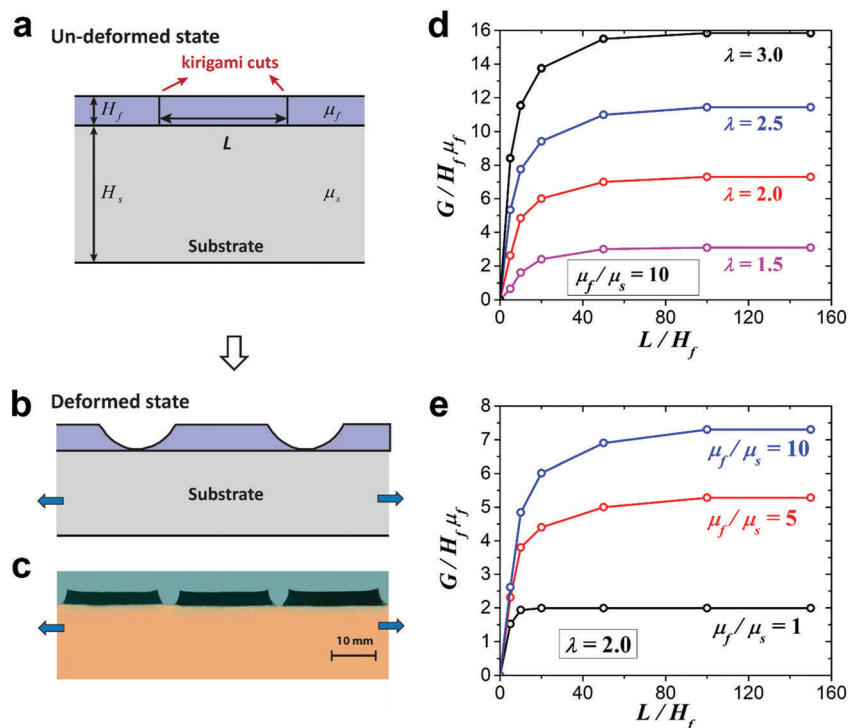 a
Un-deformed state
kirigami cuts
H_f
μ_f
L
H_s
μ_s
Substrate
b
Deformed state
Substrate
c
10 mm
d
G / H_f μ_f
16
14
12
10
8
6
4
2
0
λ = 3.0
λ = 2.5
λ = 2.0
λ = 1.5
μ_f / μ_s = 10
0 40 80 120 160
L / H_f
e
G / H_f μ_f
8
7
6
5
4
3
2
1
0
μ_f / μ_s = 10
μ_f / μ_s = 5
μ_f / μ_s = 1
λ = 2.0
0 40 80 120 160
L / H_f